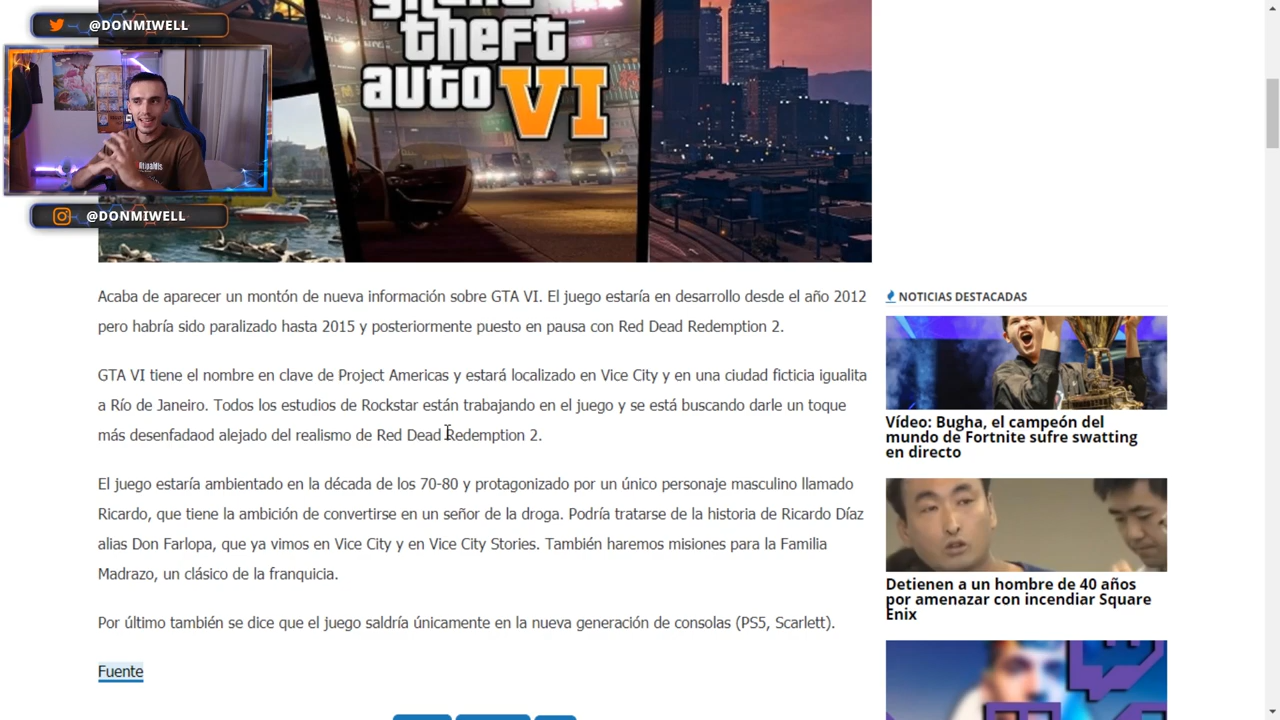 @DONMIWELL
grand
theft
auto VI
@DONMIWELL
Acaba de aparecer un montón de nueva información sobre GTA VI. El juego estaría en desarrollo desde el año 2012
pero habría sido paralizado hasta 2015 y posteriormente puesto en pausa con Red Dead Redemption 2.
GTA VI tiene el nombre en clave de Project Americas y estará localizado en Vice City y en una ciudad ficticia igualita
a Río de Janeiro. Todos los estudios de Rockstar están trabajando en el juego y se está buscando darle un toque
más desenfadaod alejado del realismo de Red Dead Redemption 2.
El juego estaría ambientado en la década de los 70-80 y protagonizado por un único personaje masculino llamado
Ricardo, que tiene la ambición de convertirse en un señor de la droga. Podría tratarse de la historia de Ricardo Díaz
alias Don Farlopa, que ya vimos en Vice City y en Vice City Stories. También haremos misiones para la Familia
Madrazo, un clásico de la franquicia.
Por último también se dice que el juego saldría únicamente en la nueva generación de consolas (PS5, Scarlett).
Fuente
NOTICIAS DESTACADAS
Vídeo: Bugha, el campeón del
mundo de Fortnite sufre swatting
en directo
Detienen a un hombre de 40 años
por amenazar con incendiar Square
Enix